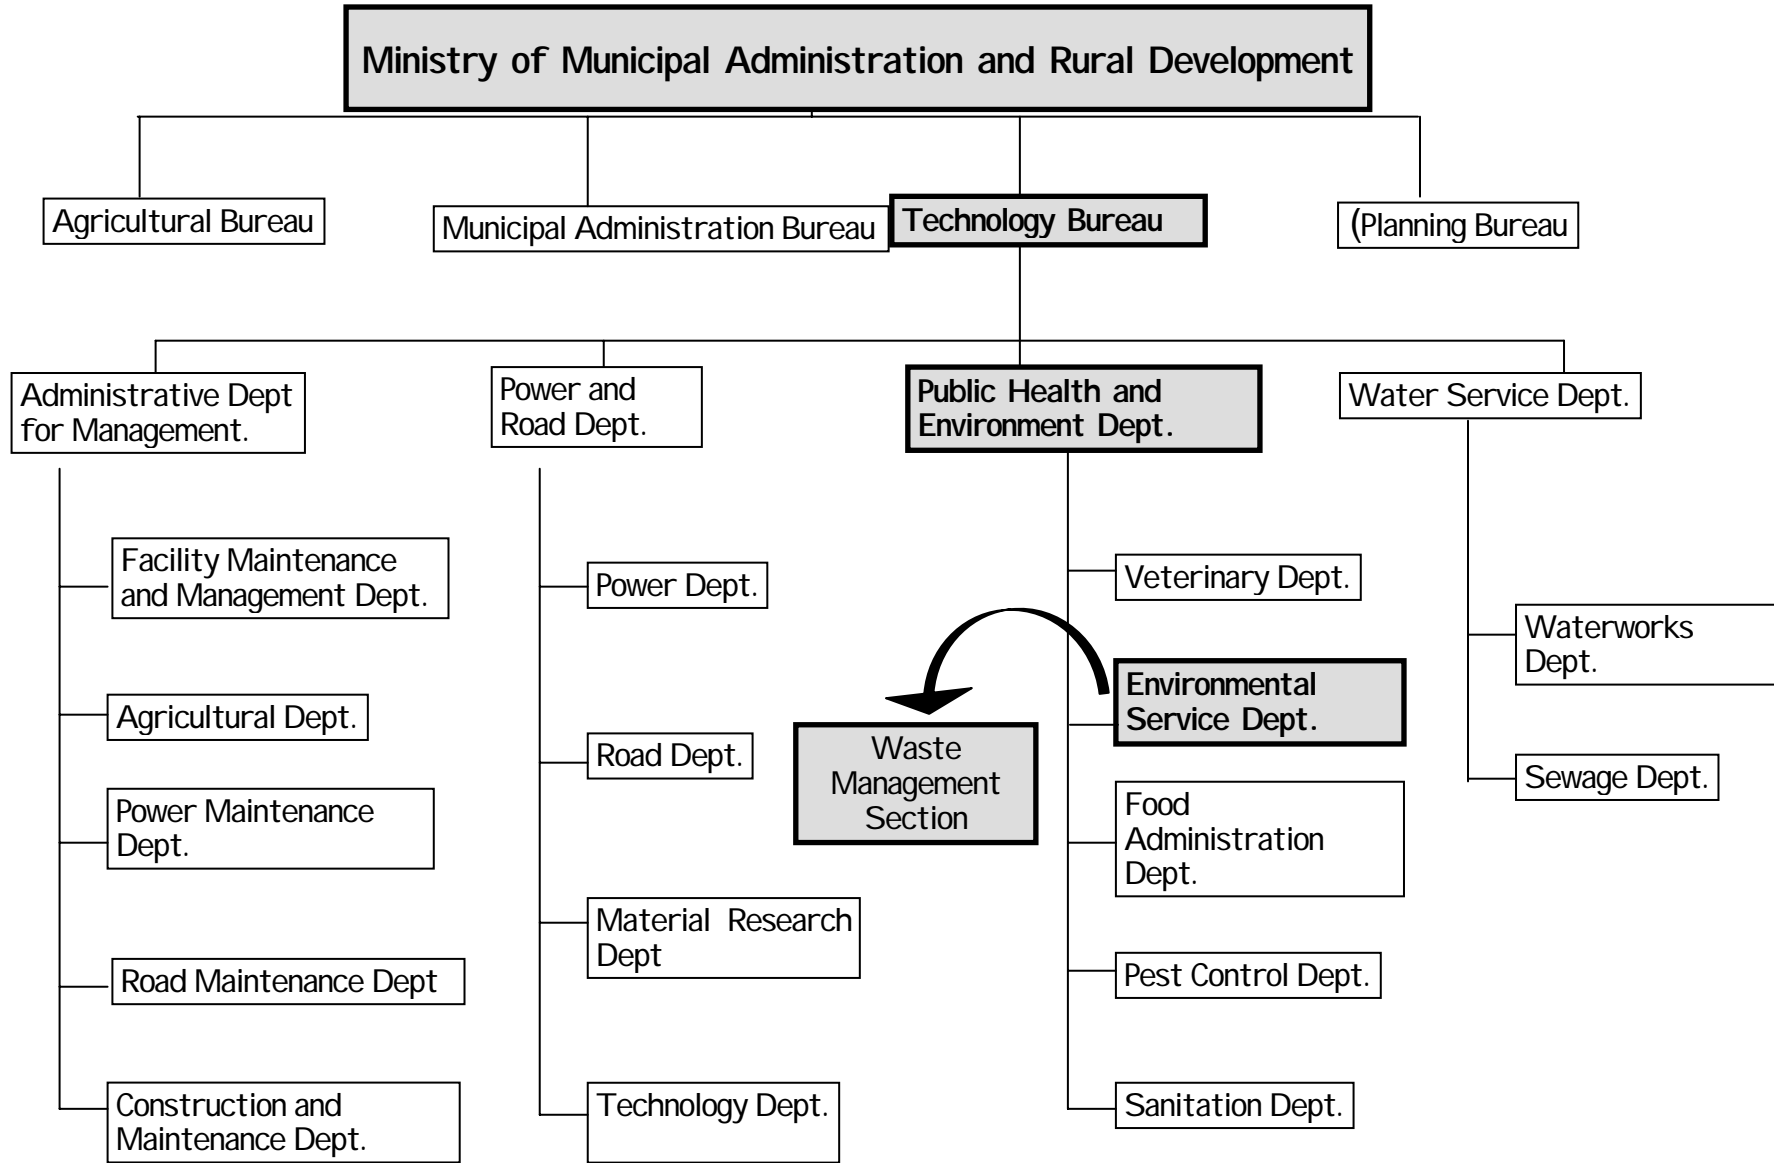 Ministry of Municipal Administration and Rural Development
Agricultural Bureau
Municipal Administration Bureau
Technology Bureau
(Planning Bureau
Administrative Dept
for Management.
Power and
Road Dept.
Public Health and
Environment Dept.
Water Service Dept.
Facility Maintenance
and Management Dept.
Agricultural Dept.
Power Maintenance
Dept.
Road Maintenance Dept
Construction and
Maintenance Dept.
Power Dept.
Road Dept.
Material Research
Dept
Technology Dept.
Waste
Management
Section
Veterinary Dept.
Environmental
Service Dept.
Food
Administration
Dept.
Pest Control Dept.
Sanitation Dept.
Waterworks
Dept.
Sewage Dept.